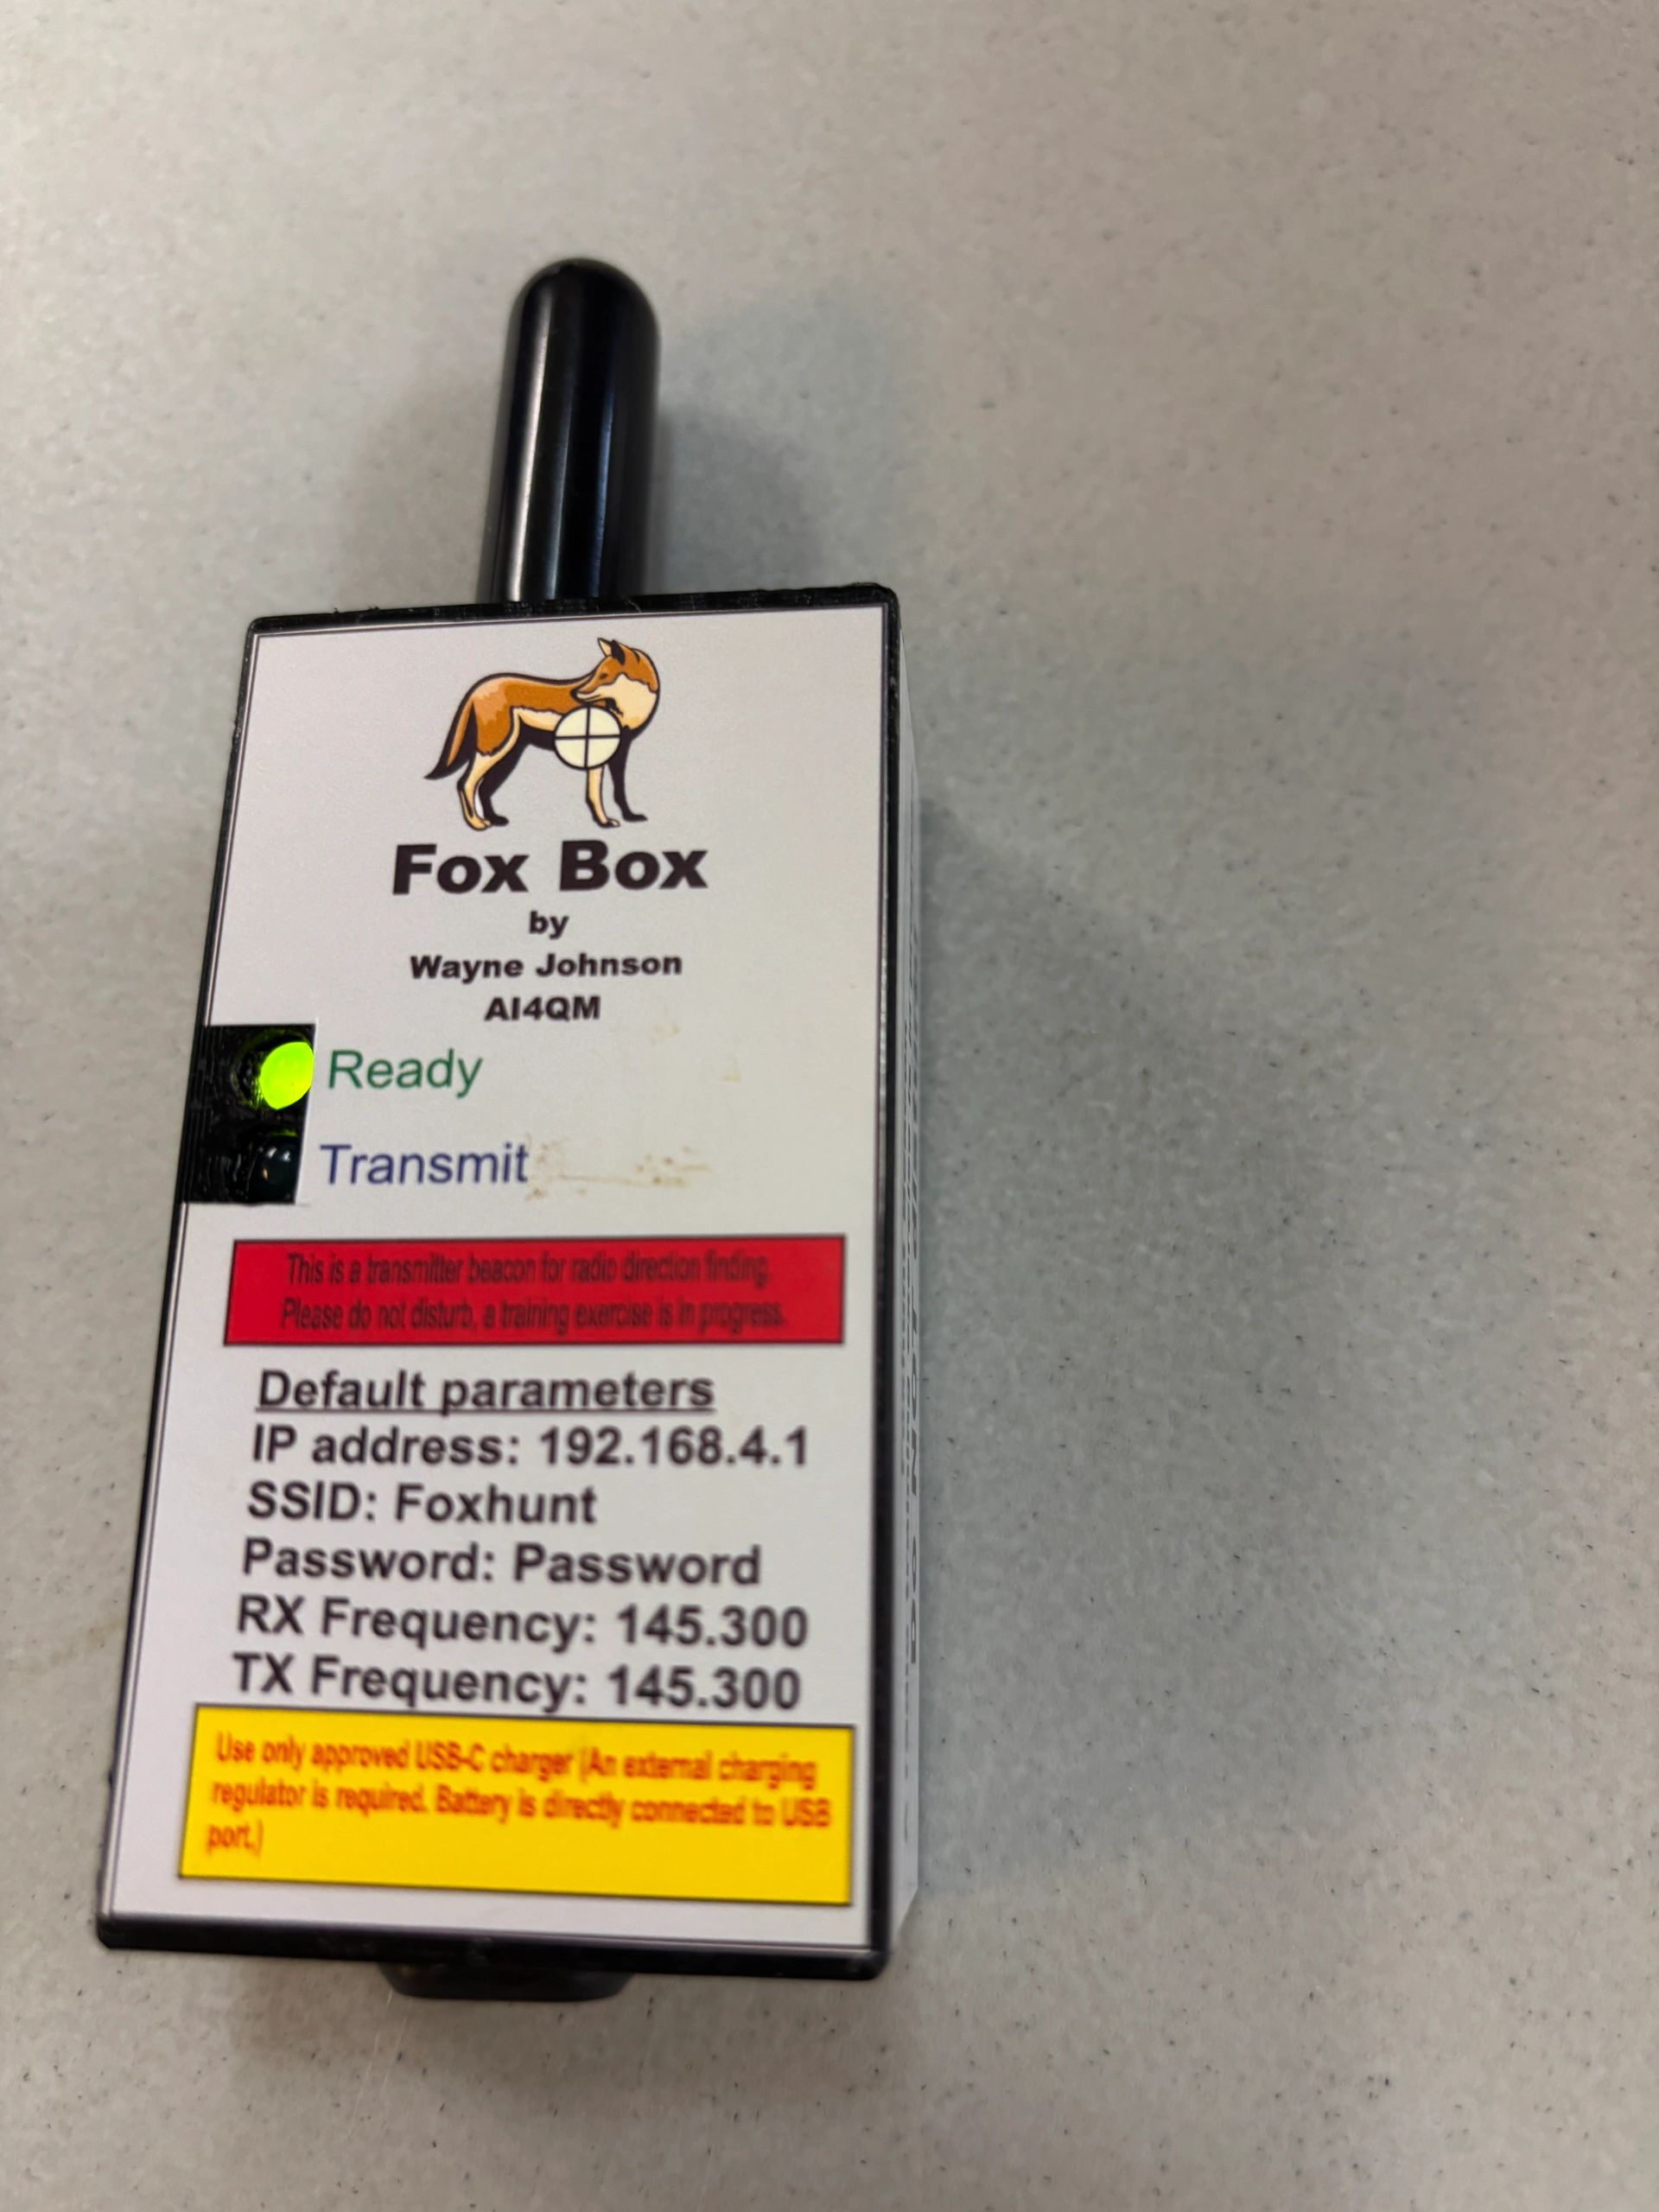 Fox Box
by
Wayne Johnson
AI4QM
Ready
Transmit
This is a transmitter beacon for radio direction finding.
Please do not disturb, a training exercise is in progress.
Default parameters
IP address: 192.168.4.1
SSID: Foxhunt
Password: Password
RX Frequency: 145.300
TX Frequency: 145.300
Use only approved USB-C charger (An external charging
regulator is required. Battery is directly connected to USB
port.)